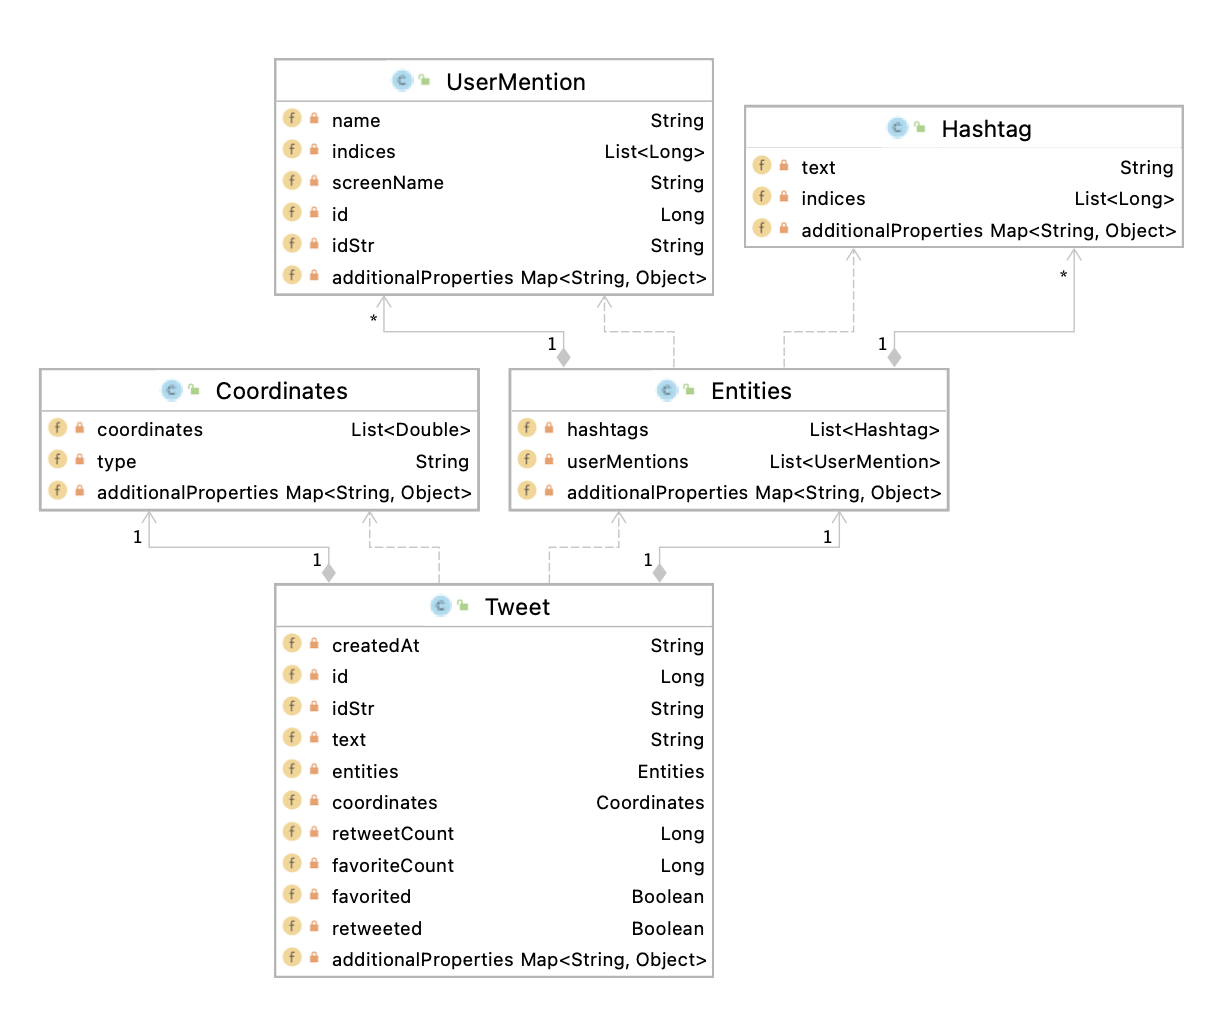 UserMention
name String
indices List<Long>
screenName String
id Long
idStr String
additionalProperties Map<String, Object>
Hashtag
text String
indices List<Long>
additionalProperties Map<String, Object>
*
1
*
1
Coordinates
coordinates List<Double>
type String
additionalProperties Map<String, Object>
Entities
hashtags List<Hashtag>
userMentions List<UserMention>
additionalProperties Map<String, Object>
1
1
1
1
Tweet
createdAt String
id Long
idStr String
text String
entities Entities
coordinates Coordinates
retweetCount Long
favoriteCount Long
favorited Boolean
retweeted Boolean
additionalProperties Map<String, Object>